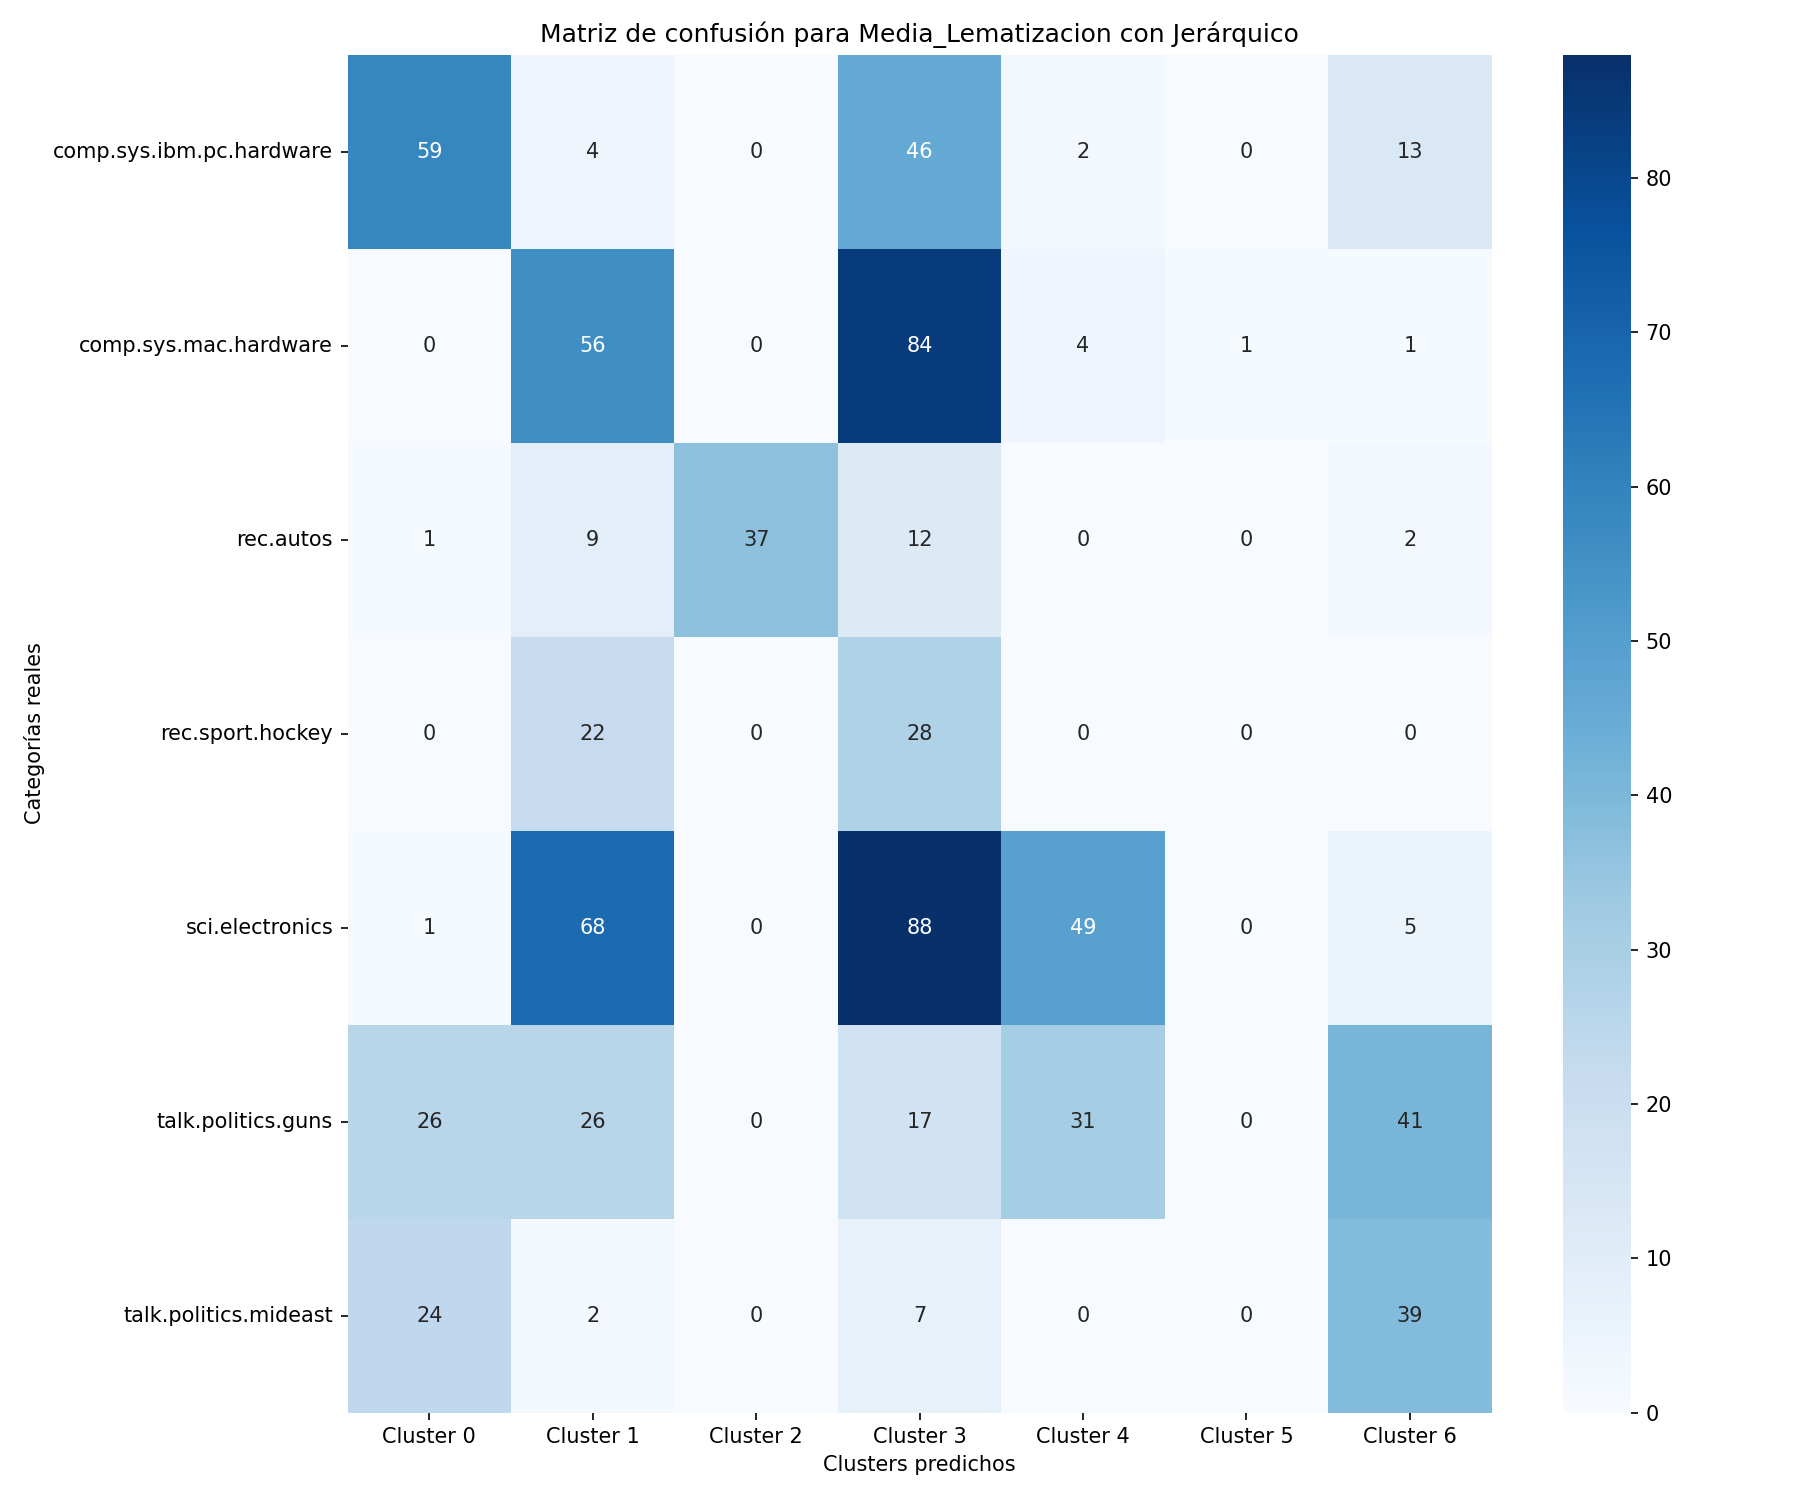 Matriz de confusión para Media_Lematizacion con Jerárquico
Categorías reales
comp.sys.ibm.pc.hardware 59 4 0 46 2 0 13
comp.sys.mac.hardware 0 56 0 84 4 1 1
rec.autos 1 9 37 12 0 0 2
rec.sport.hockey 0 22 0 28 0 0 0
sci.electronics 1 68 0 88 49 0 5
talk.politics.guns 26 26 0 17 31 0 41
talk.politics.mideast 24 2 0 7 0 0 39
Cluster 0 Cluster 1 Cluster 2 Cluster 3 Cluster 4 Cluster 5 Cluster 6
Clusters predichos
80
70
60
50
40
30
20
10
0